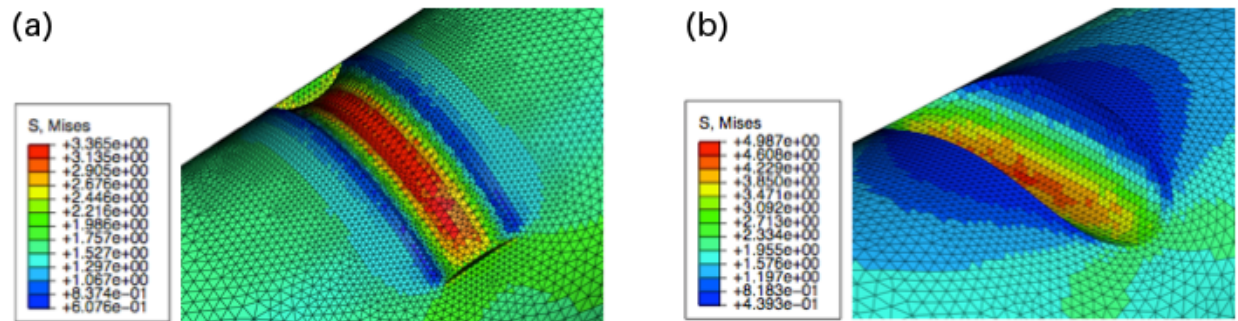 (a)
S, Mises
+3.365e+00
+3.135e+00
+2.905e+00
+2.676e+00
+2.446e+00
+2.216e+00
+1.986e+00
+1.757e+00
+1.527e+00
+1.297e+00
+1.067e+00
+8.374e-01
+6.076e-01
(b)
S, Mises
+4.987e+00
+4.608e+00
+4.229e+00
+3.850e+00
+3.471e+00
+3.092e+00
+2.713e+00
+2.334e+00
+1.955e+00
+1.576e+00
+1.197e+00
+8.183e-01
+4.393e-01